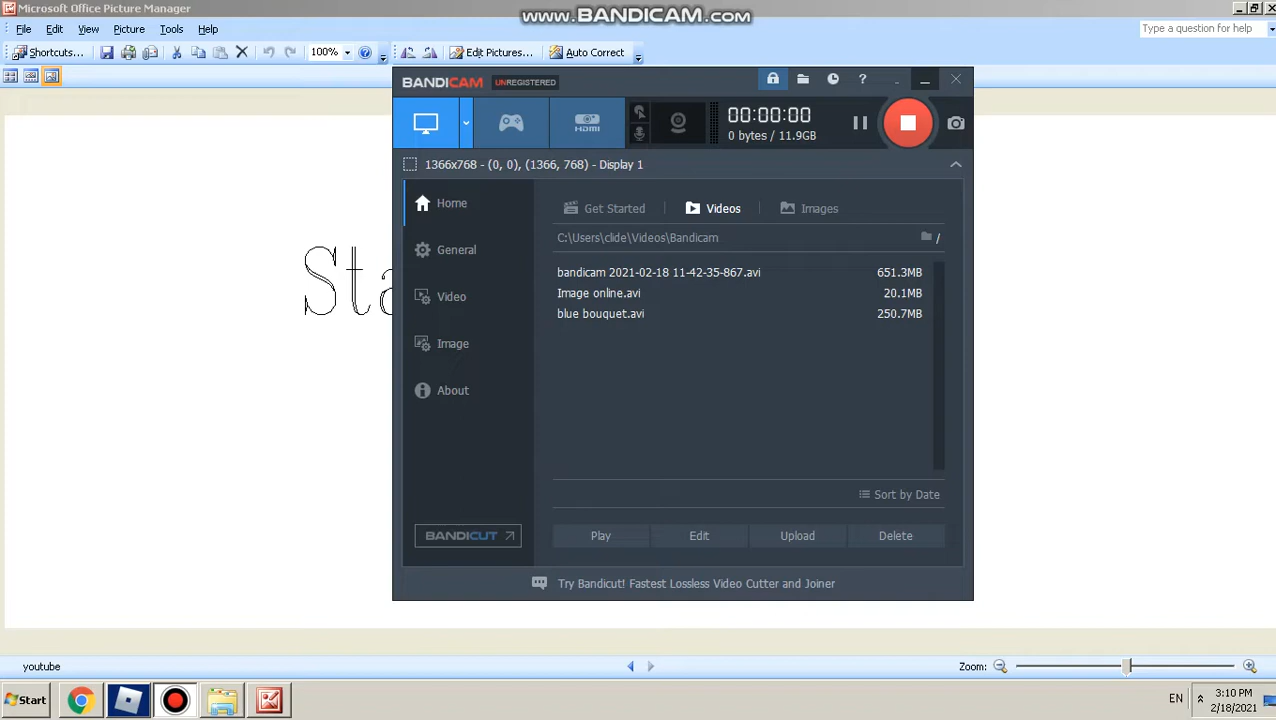 Microsoft Office Picture Manager
www.BANDICAM.com
File Edit View Picture Tools Help
Type a question for help
Shortcuts... 100% Edit Pictures... Auto Correct
BANDICAM UNREGISTERED
HDMI
00:00:00
0 bytes / 11.9GB
1366x768 - (0, 0), (1366, 768) - Display 1
Home
General
Video
Image
About
BANDICUT
Get Started
Videos
Images
C:\Users\clide\Videos\Bandicam
/
bandicam 2021-02-18 11-42-35-867.avi 651.3MB
Image online.avi 20.1MB
blue bouquet.avi 250.7MB
Sort by Date
Play Edit Upload Delete
Try Bandicut! Fastest Lossless Video Cutter and Joiner
youtube
Zoom:
Start
EN
3:10 PM
2/18/2021